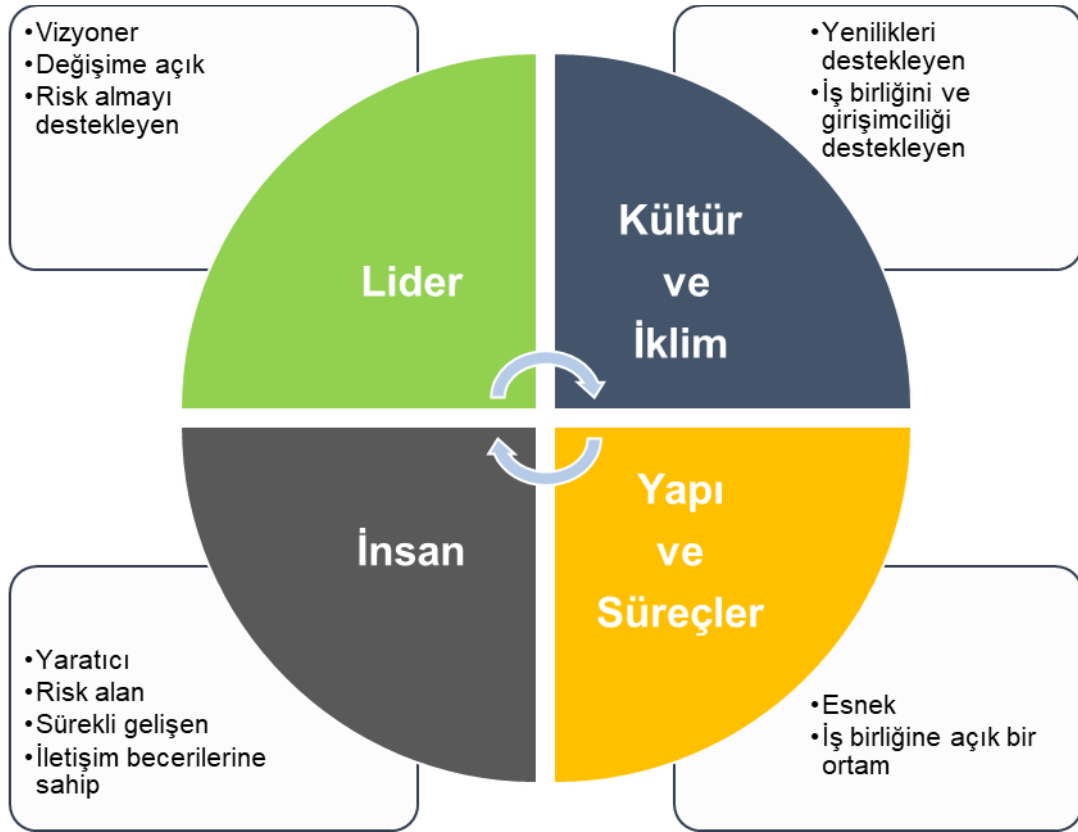 •Vizyoner
•Değişime açık
•Risk almayı
destekleyen
•Yenilikleri
destekleyen
•İş birliğini ve
girişimciliği
destekleyen
Lider
Kültür
ve
İklim
İnsan
Yapı
ve
Süreçler
•Yaratıcı
•Risk alan
•Sürekli gelişen
•İletişim becerilerine
sahip
•Esnek
•İş birliğine açık bir
ortam